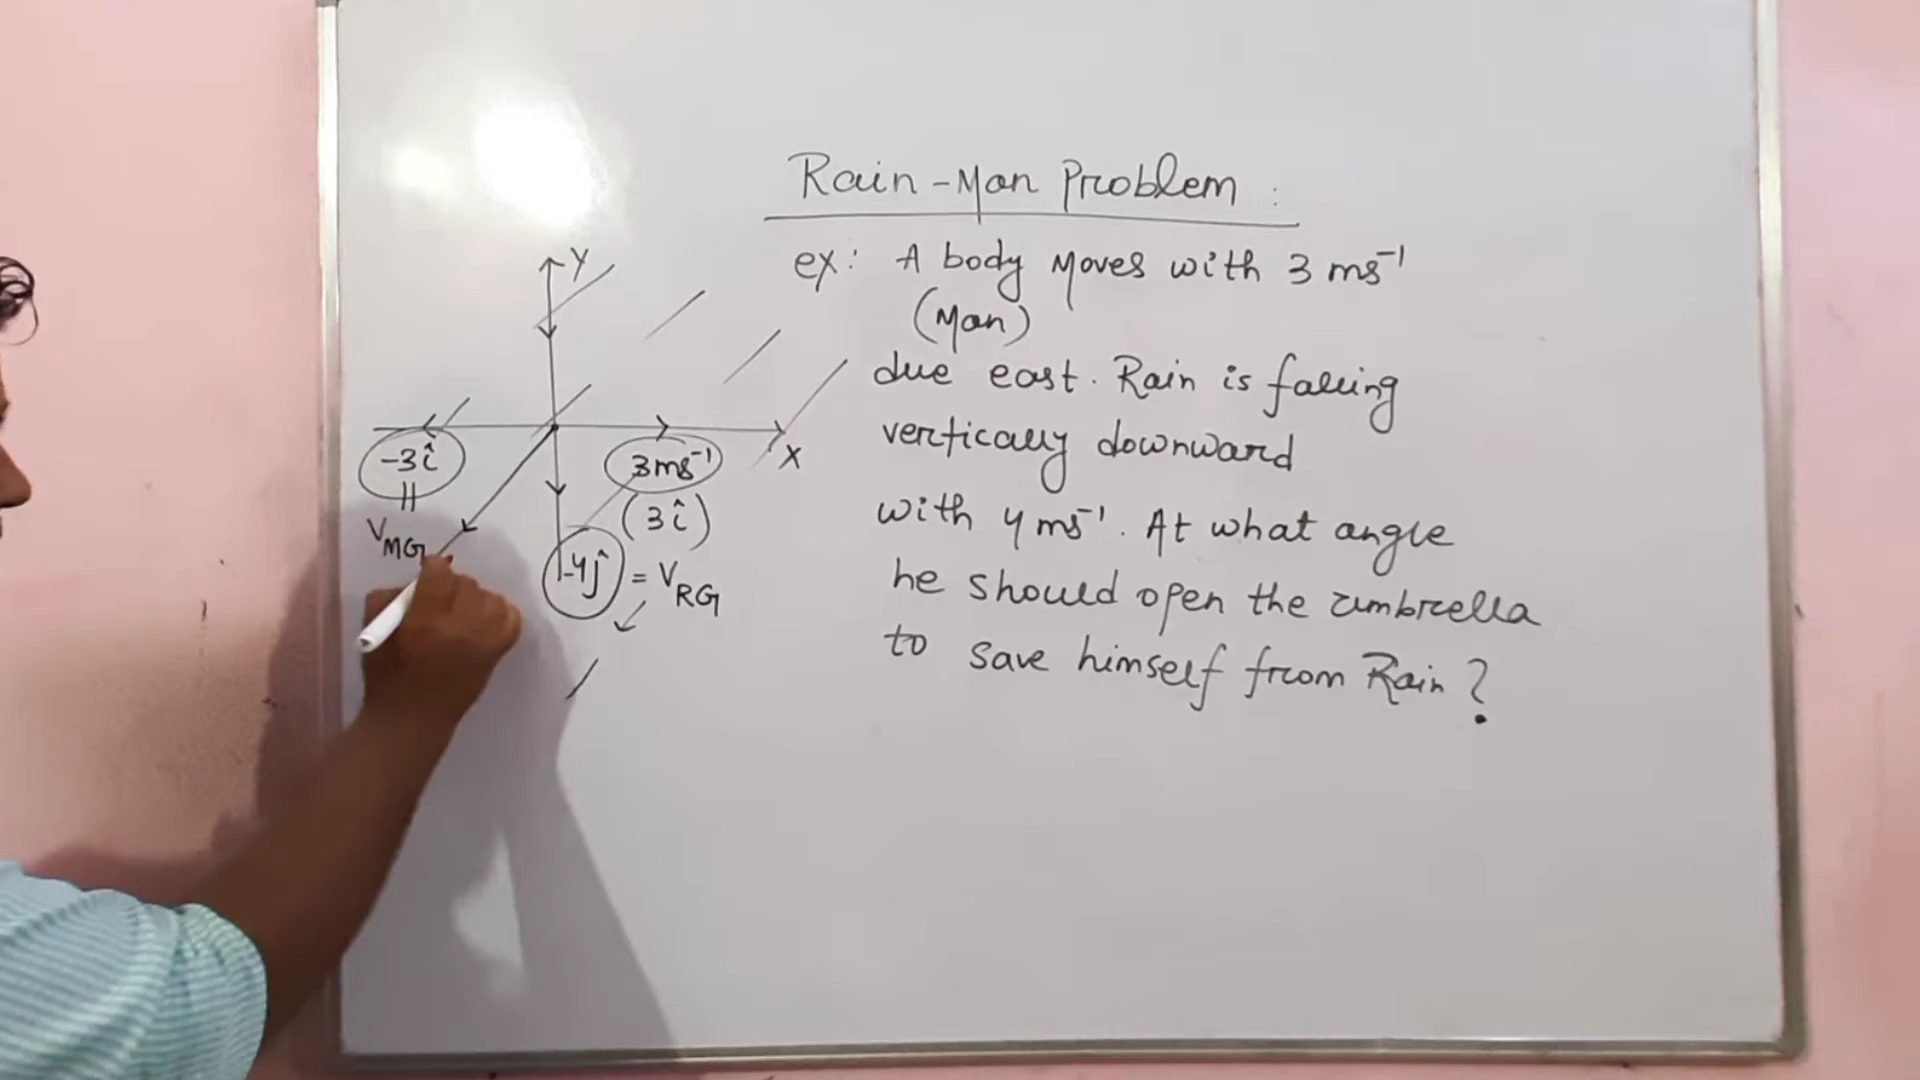 Rain-Man Problem :
ex: A body moves with 3 ms⁻¹
(Man)
due east. Rain is falling
vertically downward
with 4 ms⁻¹. At what angle
he should open the umbrella
to save himself from Rain?
Y
X
-3î
||
V_MG
3ms⁻¹
(3î)
-4ĵ = V_RG